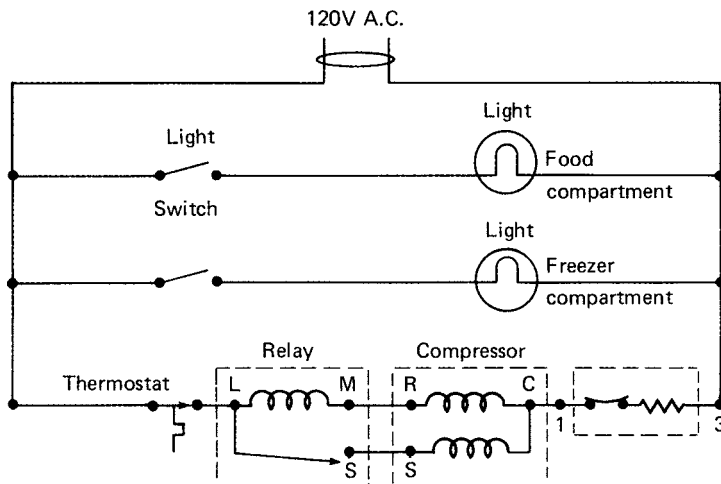 120V A.C.
Light
Light
Food
compartment
Switch
Light
Freezer
compartment
Relay
Compressor
Thermostat
L
M
R
C
1
3
S
S